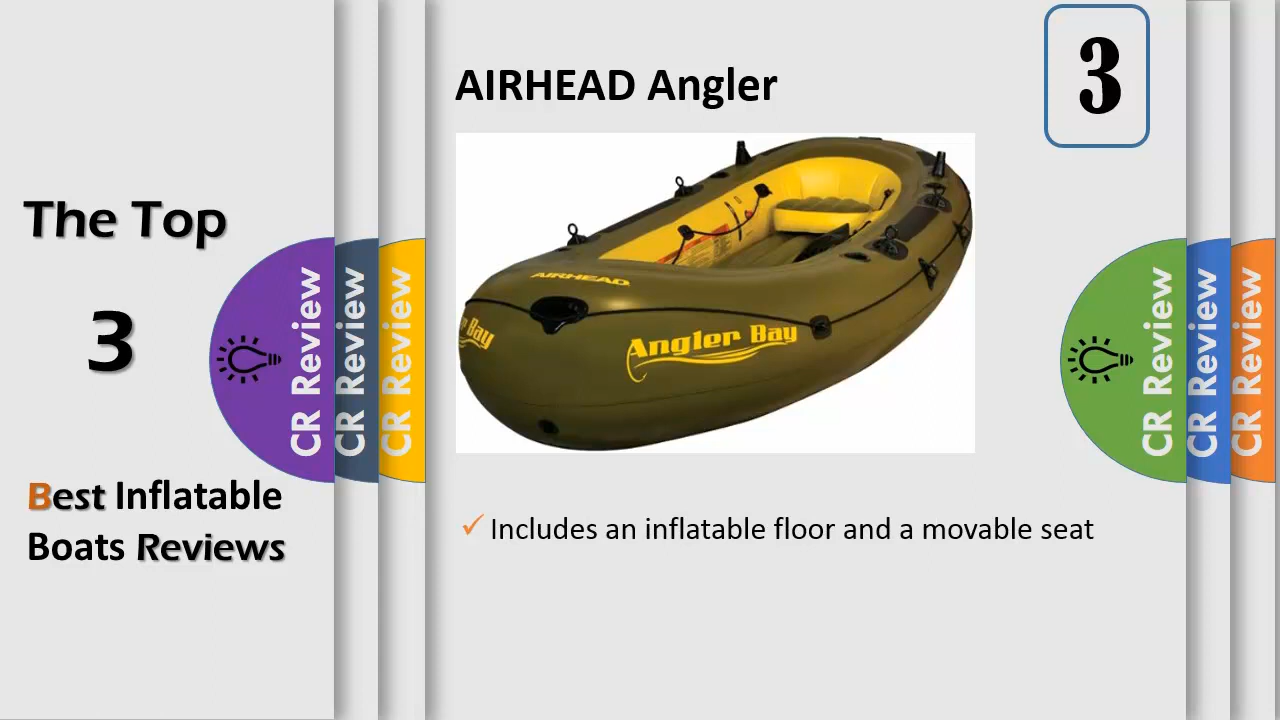 The Top
3
Best Inflatable
Boats Reviews
CR Review
CR Review
CR Review
AIRHEAD Angler
3
AIRHEAD
Angler Bay
Bay
Includes an inflatable floor and a movable seat
CR Review
CR Review
CR Review